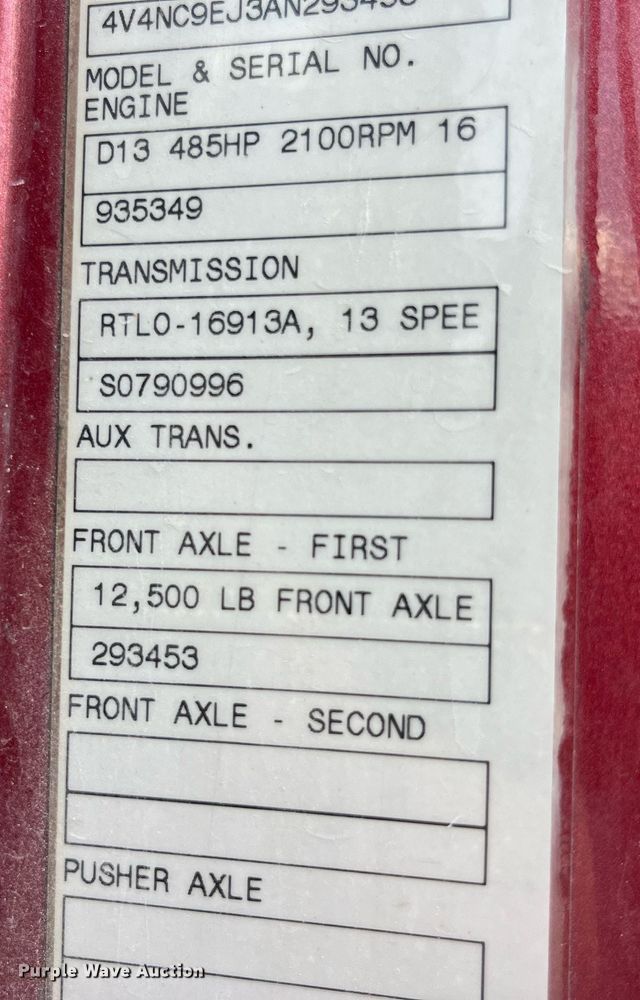 4V4NC9EJ3AN293453
MODEL & SERIAL NO.
ENGINE
D13 485HP 2100RPM 16
935349
TRANSMISSION
RTLO-16913A, 13 SPEE
S0790996
AUX TRANS.
FRONT AXLE - FIRST
12,500 LB FRONT AXLE
293453
FRONT AXLE - SECOND
PUSHER AXLE
Purple Wave Auction